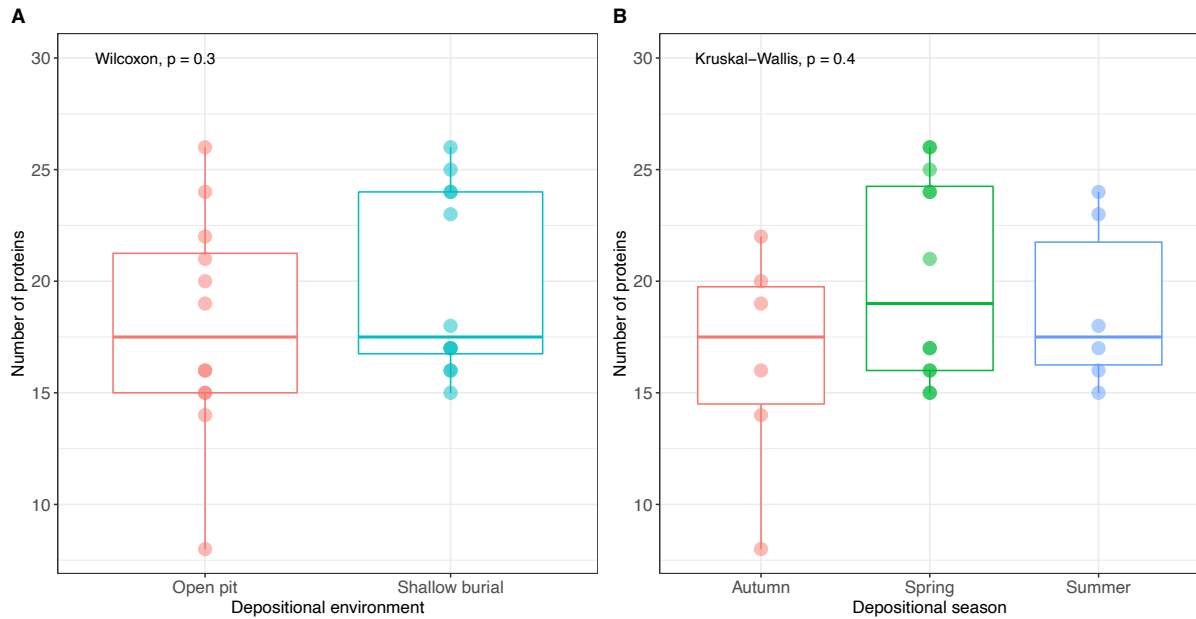 A
Wilcoxon, p = 0.3
Number of proteins
30
25
20
15
10
Open pit
Shallow burial
Depositional environment
B
Kruskal−Wallis, p = 0.4
Number of proteins
30
25
20
15
10
Autumn
Spring
Summer
Depositional season